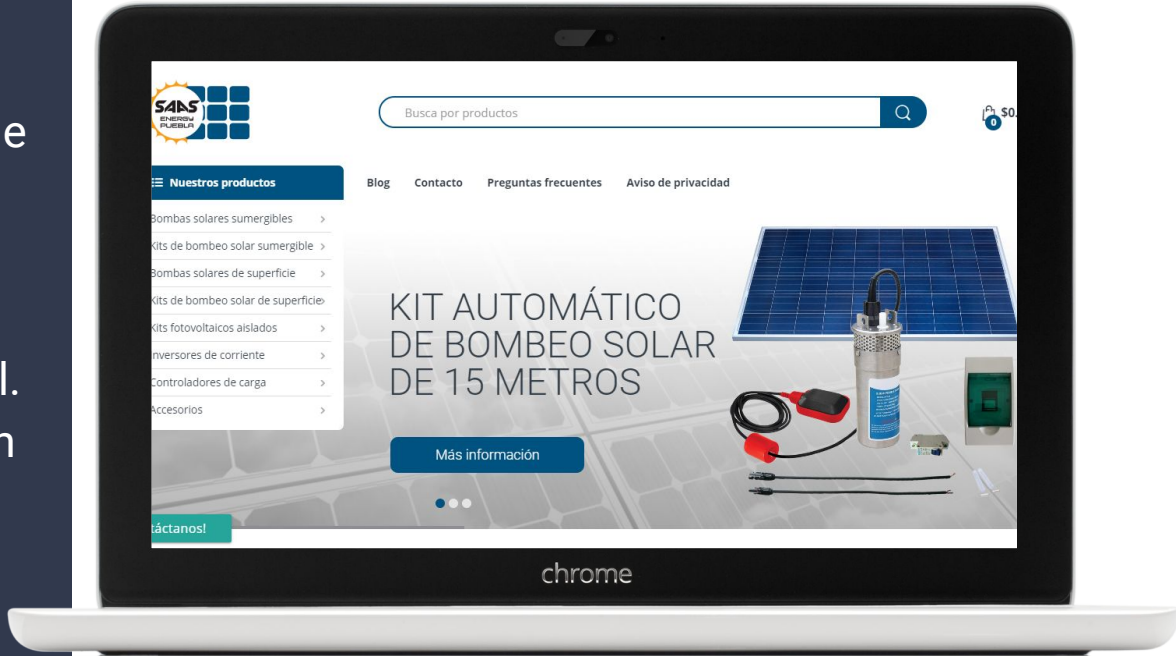 e
l.
n
SAAS
ENERGY
PUEBLA
Busca por productos
0
$0.
Nuestros productos
Blog Contacto Preguntas frecuentes Aviso de privacidad
Bombas solares sumergibles
Kits de bombeo solar sumergible
Bombas solares de superficie
Kits de bombeo solar de superficie
Kits fotovoltaicos aislados
nversores de corriente
Controladores de carga
Accesorios
KIT AUTOMÁTICO
DE BOMBEO SOLAR
DE 15 METROS
Más información
táctanos!
chrome